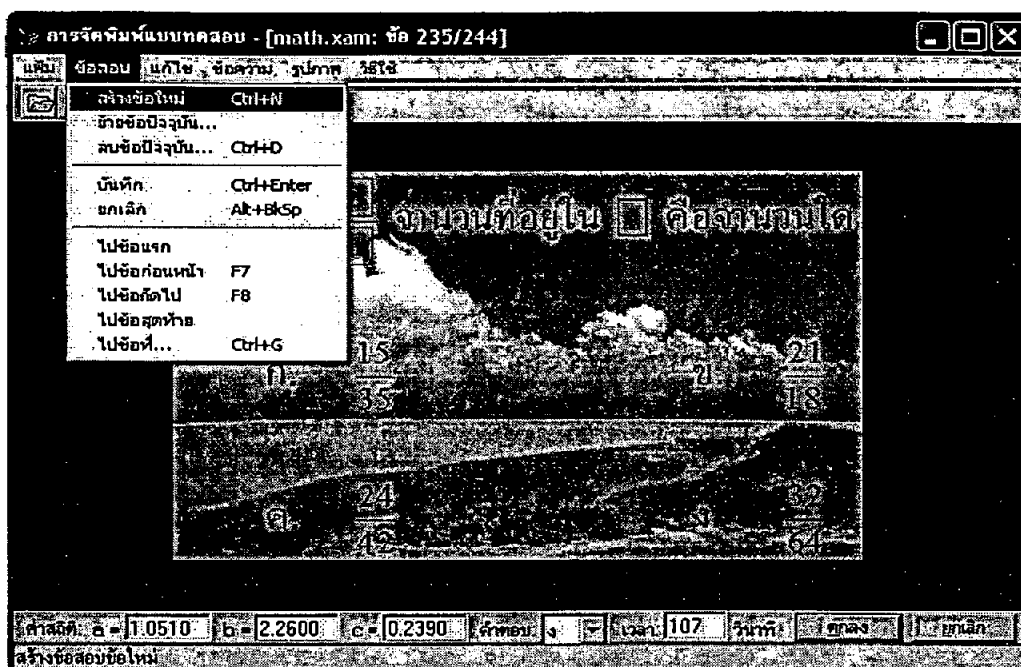 การจัดพิมพ์แบบทดสอบ - [math.xam: ข้อ 235/244]
แฟ้ม ข้อสอบ แก้ไข ข้อความ รูปภาพ วิธีใช้
สร้างข้อใหม่ Ctrl+N
ย้ายข้อปัจจุบัน...
ลบข้อปัจจุบัน... Ctrl+D
บันทึก Ctrl+Enter
ยกเลิก Alt+BkSp
ไปข้อแรก
ไปข้อก่อนหน้า F7
ไปข้อถัดไป F8
ไปข้อสุดท้าย
ไปข้อที่... Ctrl+G
จำนวนที่อยู่ใน คือจำนวนใด
ก. 15/35 ข. 21/18
ค. 24/42 ง. 32/64
ค่าสถิติ: a = 1.0510 b = 2.2600 c = 0.2390 คำตอบ ง เวลา: 107 วินาที ตกลง ยกเลิก
สร้างข้อสอบข้อใหม่